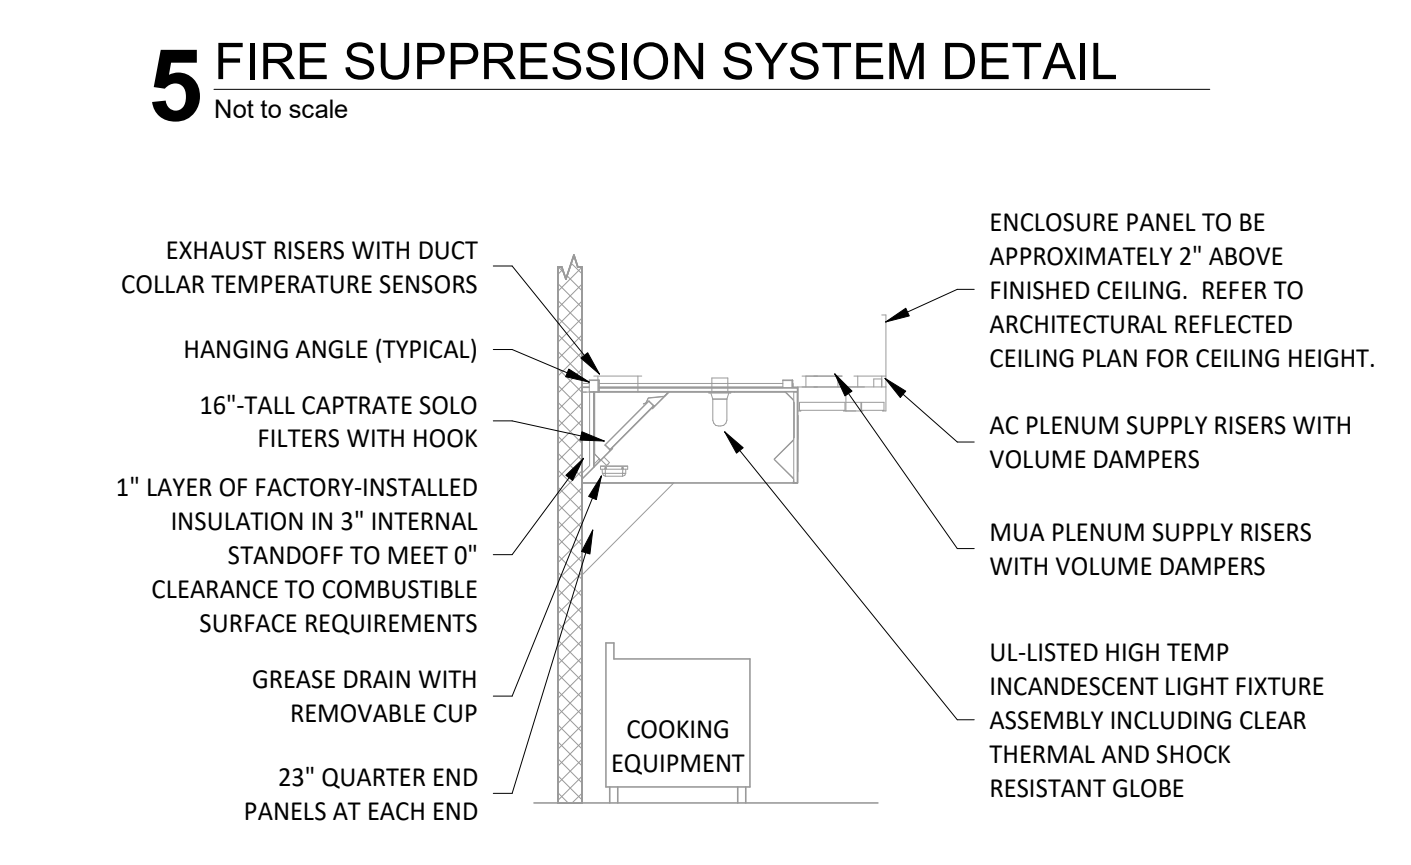 5 FIRE SUPPRESSION SYSTEM DETAIL
Not to scale
EXHAUST RISERS WITH DUCT
COLLAR TEMPERATURE SENSORS
HANGING ANGLE (TYPICAL)
16"-TALL CAPTRATE SOLO
FILTERS WITH HOOK
1" LAYER OF FACTORY-INSTALLED
INSULATION IN 3" INTERNAL
STANDOFF TO MEET 0"
CLEARANCE TO COMBUSTIBLE
SURFACE REQUIREMENTS
GREASE DRAIN WITH
REMOVABLE CUP
23" QUARTER END
PANELS AT EACH END
COOKING
EQUIPMENT
ENCLOSURE PANEL TO BE
APPROXIMATELY 2" ABOVE
FINISHED CEILING. REFER TO
ARCHITECTURAL REFLECTED
CEILING PLAN FOR CEILING HEIGHT.
AC PLENUM SUPPLY RISERS WITH
VOLUME DAMPERS
MUA PLENUM SUPPLY RISERS
WITH VOLUME DAMPERS
UL-LISTED HIGH TEMP
INCANDESCENT LIGHT FIXTURE
ASSEMBLY INCLUDING CLEAR
THERMAL AND SHOCK
RESISTANT GLOBE